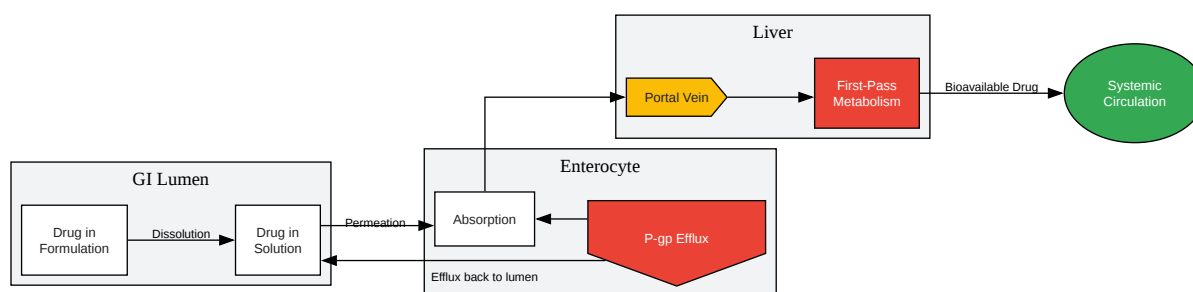 Liver
Portal Vein
First-Pass
Metabolism
Bioavailable Drug
Systemic
Circulation
GI Lumen
Drug in
Formulation
Dissolution
Drug in
Solution
Permeation
Enterocyte
Absorption
P-gp Efflux
Efflux back to lumen